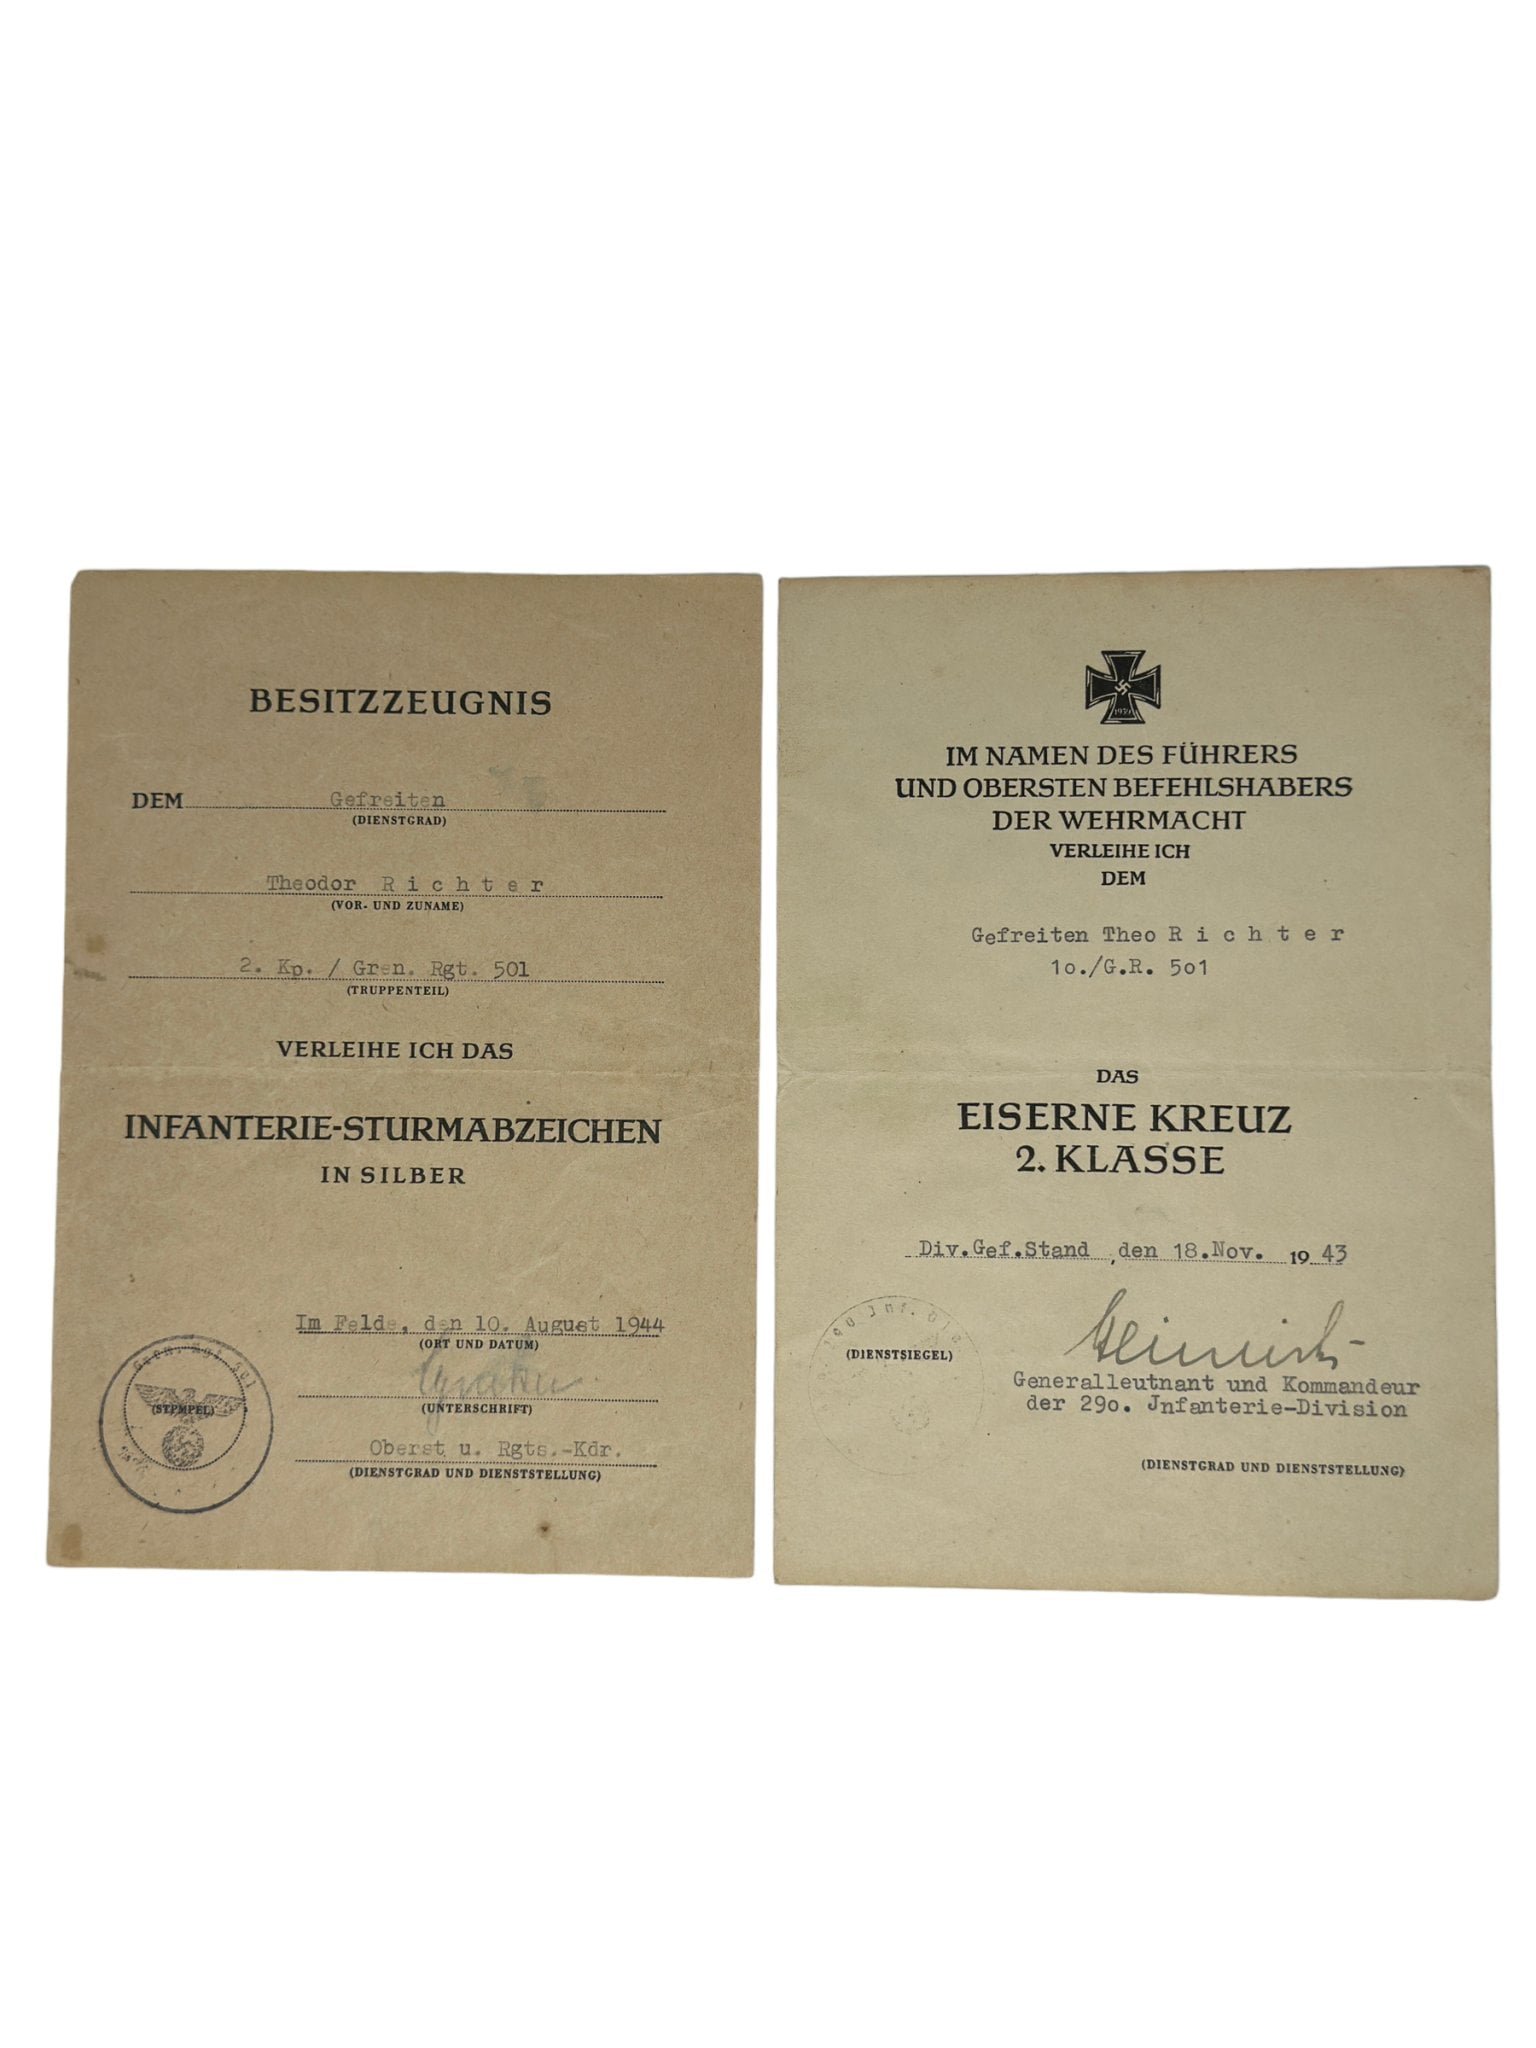 BESITZZEUGNIS
DEM Gefreiten
(DIENSTGRAD)
Theodor R i c h t e r
(VOR- UND ZUNAME)
2. Kp. / Gren. Rgt. 501
(TRUPPENTEIL)
VERLEIHE ICH DAS
INFANTERIE-STURMABZEICHEN
IN SILBER
Im Felde, den 10. August 1944
(ORT UND DATUM)
(STEMPEL)
(UNTERSCHRIFT)
Oberst u. Rgts.-Kdr.
(DIENSTGRAD UND DIENSTSTELLUNG)
1939
IM NAMEN DES FÜHRERS
UND OBERSTEN BEFEHLSHABERS
DER WEHRMACHT
VERLEIHE ICH
DEM
Gefreiten Theo R i c h t e r
1o./G.R. 5o1
DAS
EISERNE KREUZ
2. KLASSE
Div.Gef.Stand, den 18.Nov. 1943
(DIENSTSIEGEL)
Heinrichs
Generalleutnant und Kommandeur
der 29o. Jnfanterie-Division
(DIENSTGRAD UND DIENSTSTELLUNG)